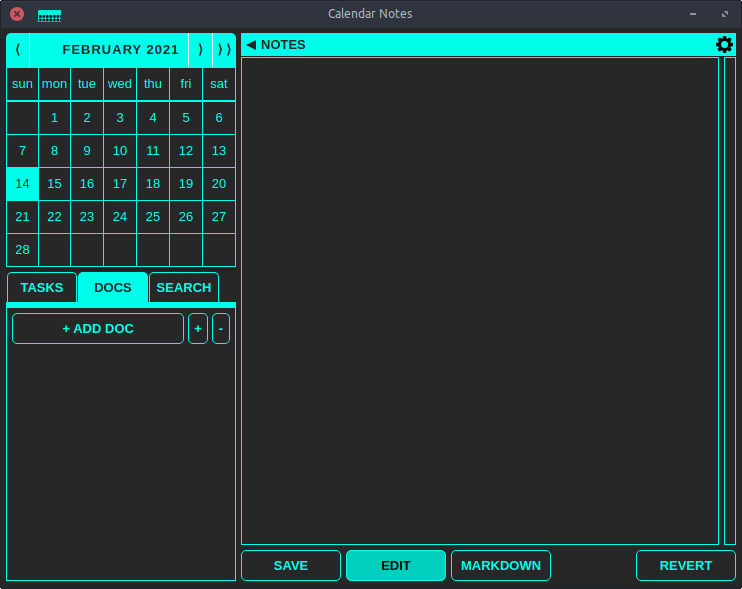 Calendar Notes
⟨ FEBRUARY 2021 ⟩ ⟩⟩
sun mon tue wed thu fri sat
1 2 3 4 5 6
7 8 9 10 11 12 13
14 15 16 17 18 19 20
21 22 23 24 25 26 27
28
TASKS DOCS SEARCH
+ ADD DOC + -
◀ NOTES
SAVE EDIT MARKDOWN REVERT